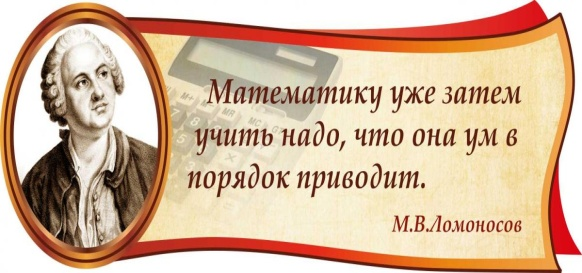 Математику уже затем
учить надо, что она ум в
порядок приводит.
М.В.Ломоносов